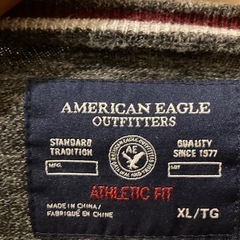 AMERICAN EAGLE
OUTFITTERS
STANDARD
TRADITION
QUALITY
SINCE 1977
MFG.
AE
ATHLETIC FIT
MADE IN CHINA/
FABRIQUÉ EN CHINE
XL/TG